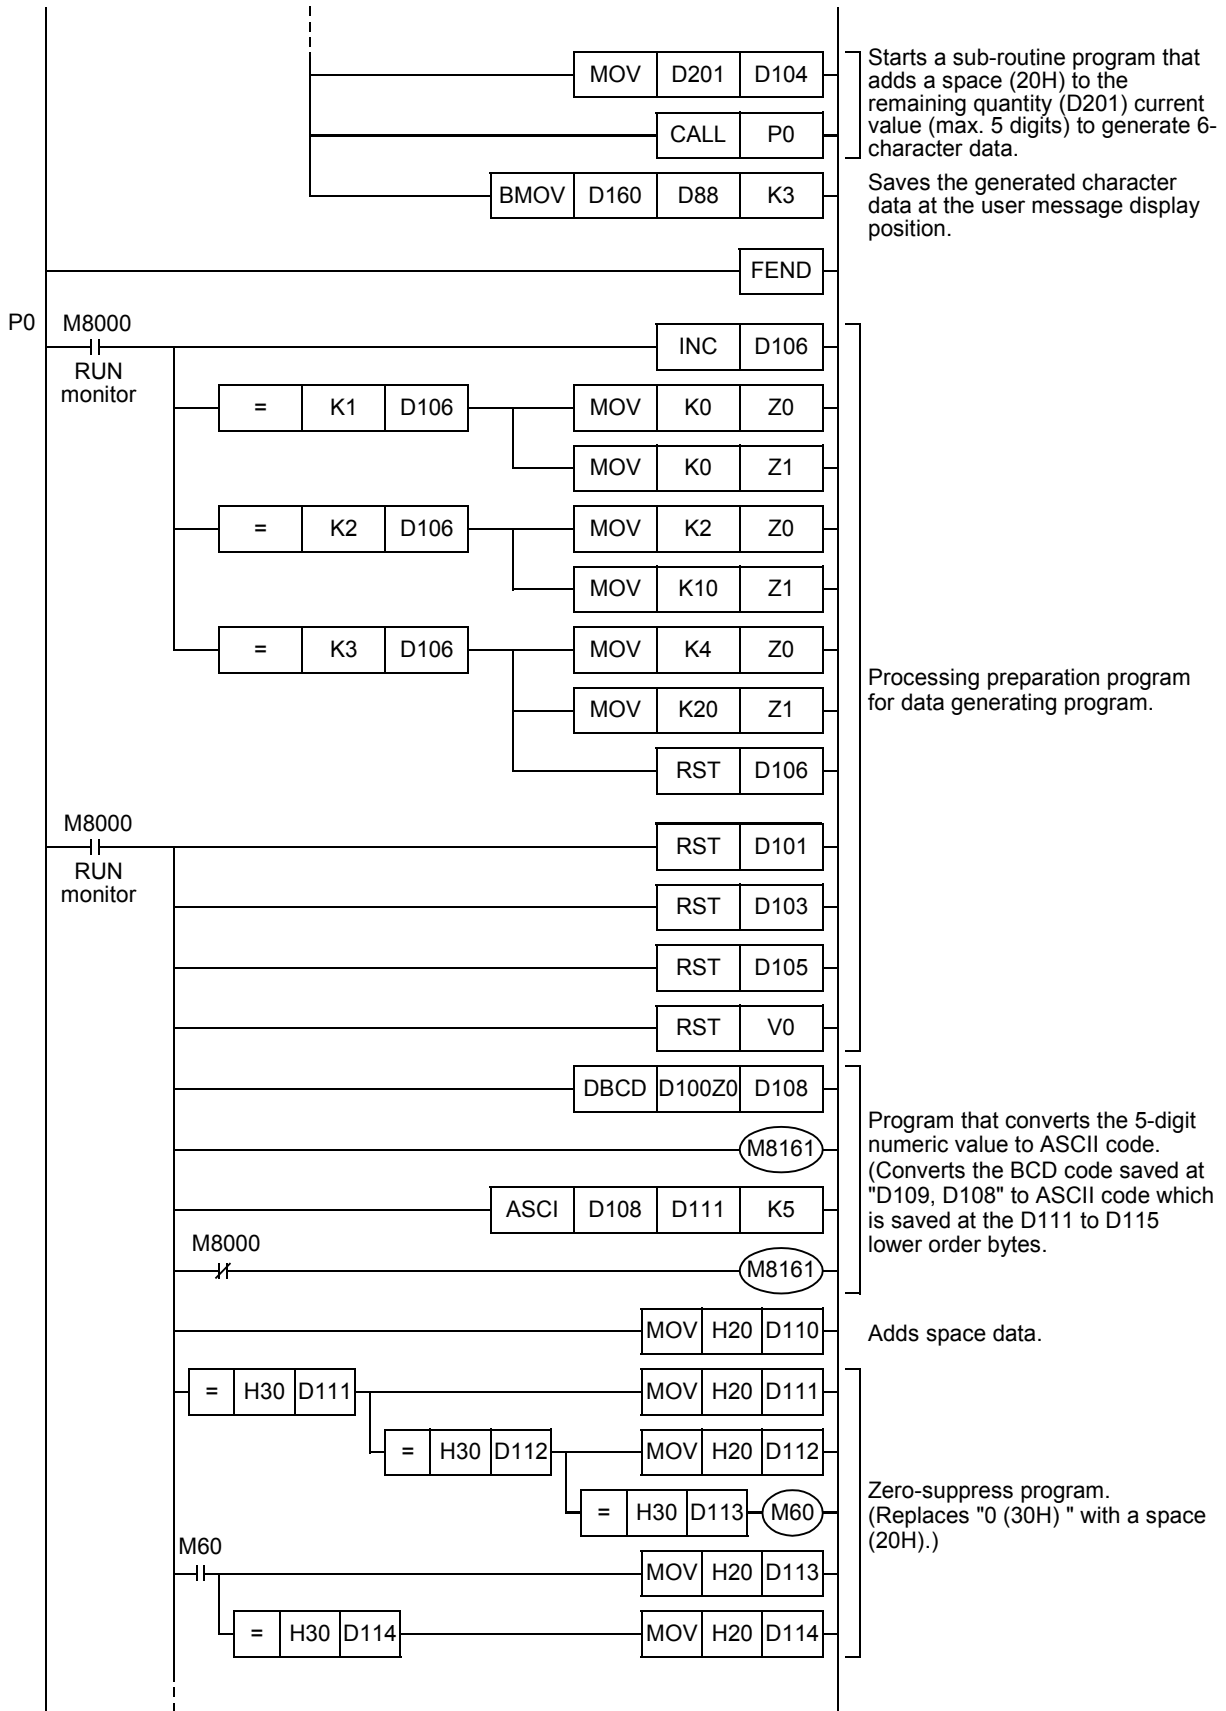 MOV D201 D104
Starts a sub-routine program that
adds a space (20H) to the
remaining quantity (D201) current
value (max. 5 digits) to generate 6-
character data.
CALL P0
BMOV D160 D88 K3
Saves the generated character
data at the user message display
position.
FEND
P0
M8000
RUN
monitor
INC D106
= K1 D106 MOV K0 Z0
MOV K0 Z1
= K2 D106 MOV K2 Z0
MOV K10 Z1
= K3 D106 MOV K4 Z0
MOV K20 Z1
RST D106
Processing preparation program
for data generating program.
M8000
RUN
monitor
RST D101
RST D103
RST D105
RST V0
DBCD D100Z0 D108
M8161
ASCI D108 D111 K5
M8000
M8161
Program that converts the 5-digit
numeric value to ASCII code.
(Converts the BCD code saved at
"D109, D108" to ASCII code which
is saved at the D111 to D115
lower order bytes.
MOV H20 D110
Adds space data.
= H30 D111 MOV H20 D111
= H30 D112 MOV H20 D112
= H30 D113 M60
M60
MOV H20 D113
= H30 D114 MOV H20 D114
Zero-suppress program.
(Replaces "0 (30H) " with a space
(20H).)